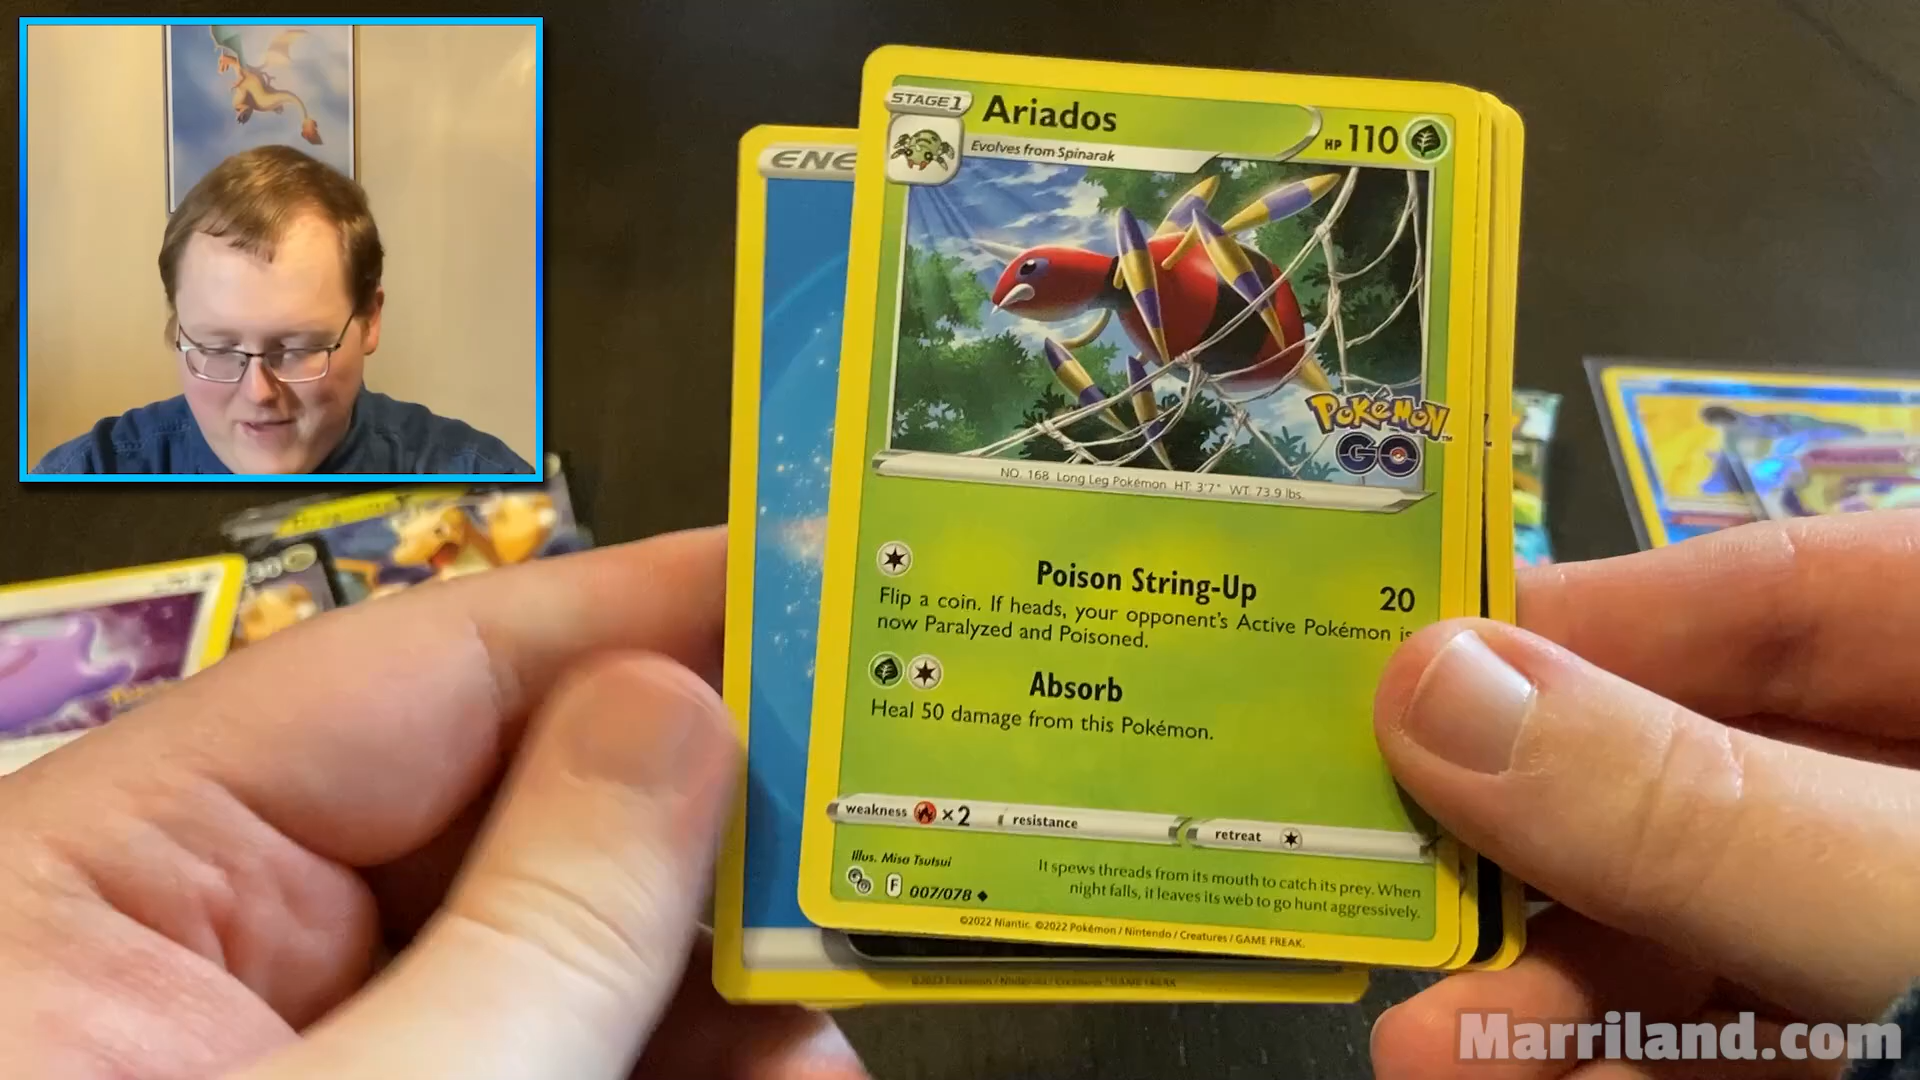 STAGE 1
Ariados
HP 110
Evolves from Spinarak
ENE
POKéMON
GO
NO. 168 Long Leg Pokémon HT: 3'7" WT: 73.9 lbs.
Poison String-Up 20
Flip a coin. If heads, your opponent's Active Pokémon is
now Paralyzed and Poisoned.
Absorb
Heal 50 damage from this Pokémon.
weakness ×2 resistance retreat
Illus. Misa Tsutsui
F 007/078
It spews threads from its mouth to catch its prey. When
night falls, it leaves its web to go hunt aggressively.
©2022 Niantic. ©2022 Pokémon / Nintendo / Creatures / GAME FREAK.
Marriland.com